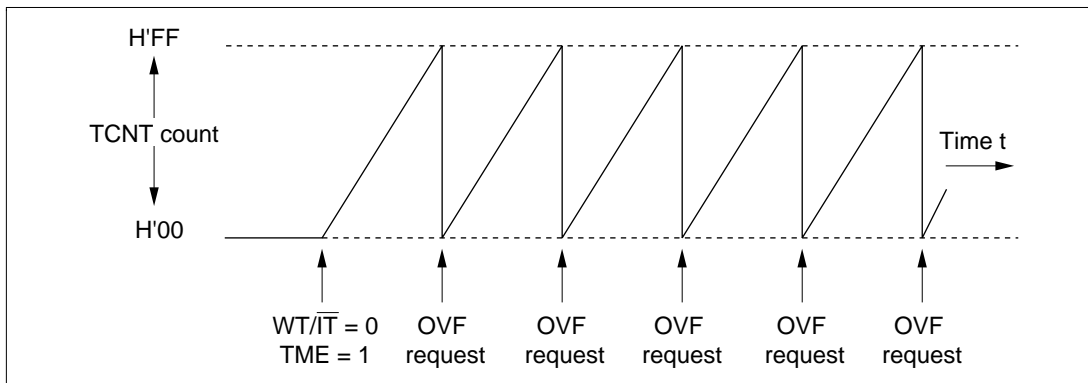 H'FF
TCNT count
Time t
H'00
WT/I̅T̅ = 0
TME = 1
OVF
request
OVF
request
OVF
request
OVF
request
OVF
request